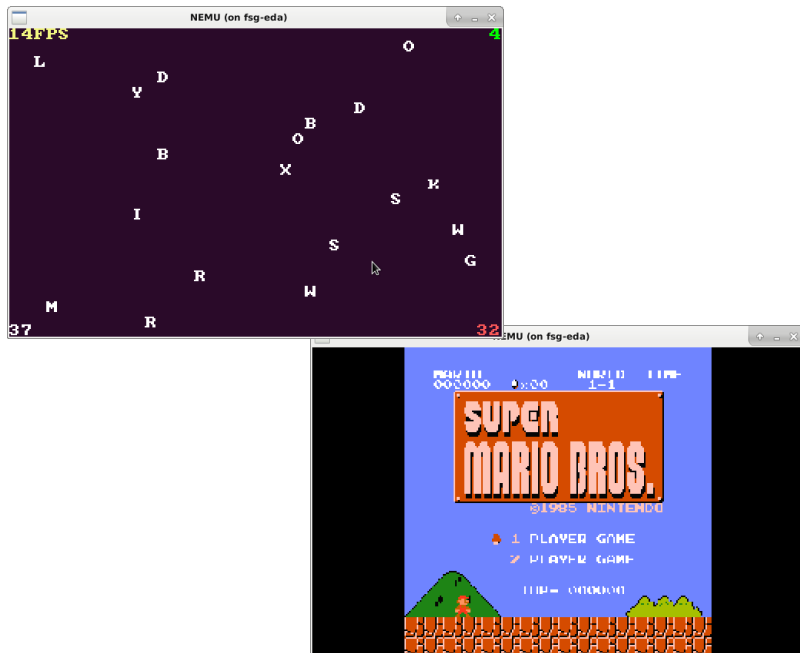 NEMU (on fsg-eda)
14FPS
4
O
L
D
Y
D
B
O
B
X
K
S
I
W
S
G
R
W
M
R
37
32
NEMU (on fsg-eda)
MARIO WORLD TIME
000000 x00 1-1
SUPER
MARIO BROS.
©1985 NINTENDO
1 PLAYER GAME
2 PLAYER GAME
TOP- 000000